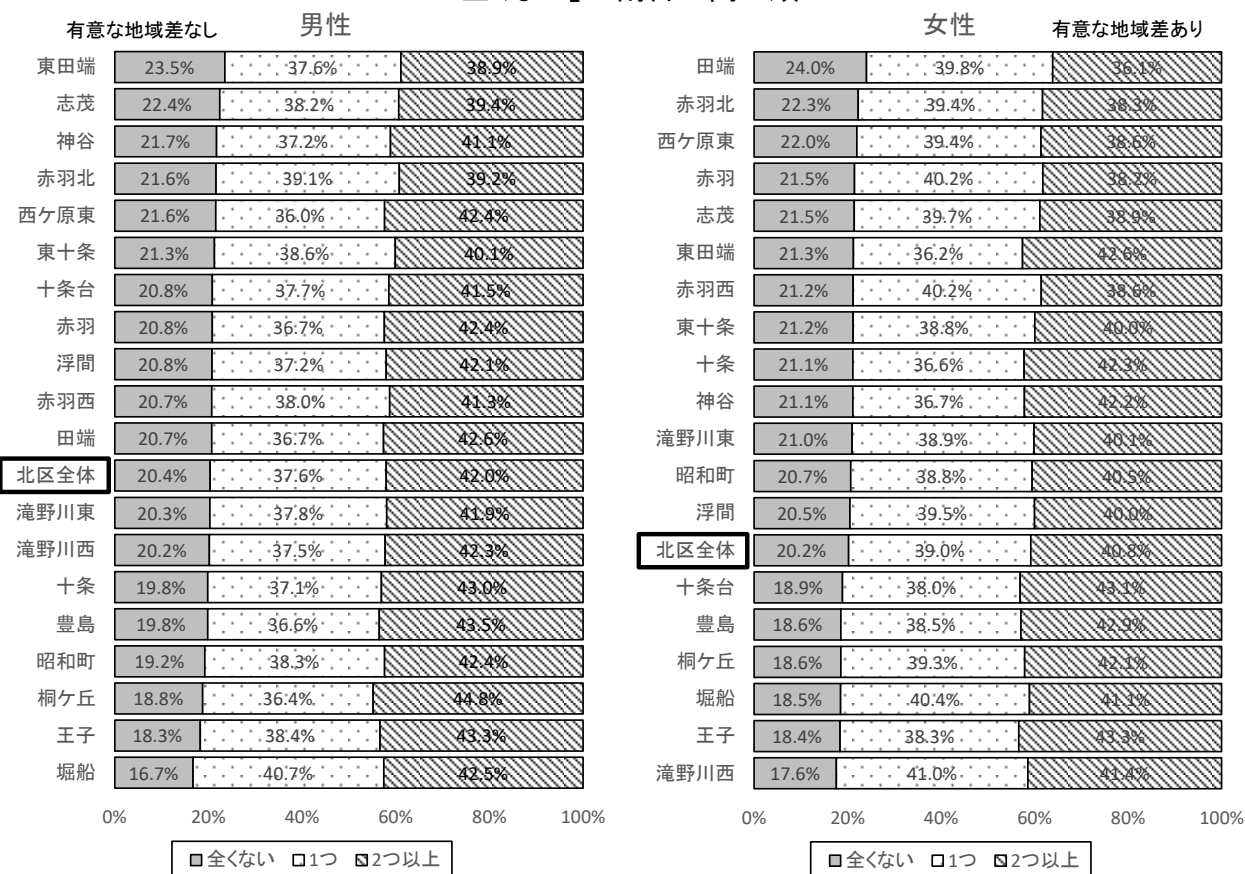 有意な地域差なし 男性
東田端 23.5% 37.6% 38.9%
志茂 22.4% 38.2% 39.4%
神谷 21.7% 37.2% 41.1%
赤羽北 21.6% 39.1% 39.2%
西ケ原東 21.6% 36.0% 42.4%
東十条 21.3% 38.6% 40.1%
十条台 20.8% 37.7% 41.5%
赤羽 20.8% 36.7% 42.4%
浮間 20.8% 37.2% 42.1%
赤羽西 20.7% 38.0% 41.3%
田端 20.7% 36.7% 42.6%
北区全体 20.4% 37.6% 42.0%
滝野川東 20.3% 37.8% 41.9%
滝野川西 20.2% 37.5% 42.3%
十条 19.8% 37.1% 43.0%
豊島 19.8% 36.6% 43.5%
昭和町 19.2% 38.3% 42.4%
桐ケ丘 18.8% 36.4% 44.8%
王子 18.3% 38.4% 43.3%
堀船 16.7% 40.7% 42.5%
0% 20% 40% 60% 80% 100%
全くない 1つ 2つ以上
女性 有意な地域差あり
田端 24.0% 39.8% 36.1%
赤羽北 22.3% 39.4% 38.3%
西ケ原東 22.0% 39.4% 38.6%
赤羽 21.5% 40.2% 38.2%
志茂 21.5% 39.7% 38.9%
東田端 21.3% 36.2% 42.6%
赤羽西 21.2% 40.2% 38.6%
東十条 21.2% 38.8% 40.0%
十条 21.1% 36.6% 42.3%
神谷 21.1% 36.7% 42.2%
滝野川東 21.0% 38.9% 40.1%
昭和町 20.7% 38.8% 40.5%
浮間 20.5% 39.5% 40.0%
北区全体 20.2% 39.0% 40.8%
十条台 18.9% 38.0% 43.1%
豊島 18.6% 38.5% 42.9%
桐ケ丘 18.6% 39.3% 42.1%
堀船 18.5% 40.4% 41.1%
王子 18.4% 38.3% 43.3%
滝野川西 17.6% 41.0% 41.4%
0% 20% 40% 60% 80% 100%
全くない 1つ 2つ以上